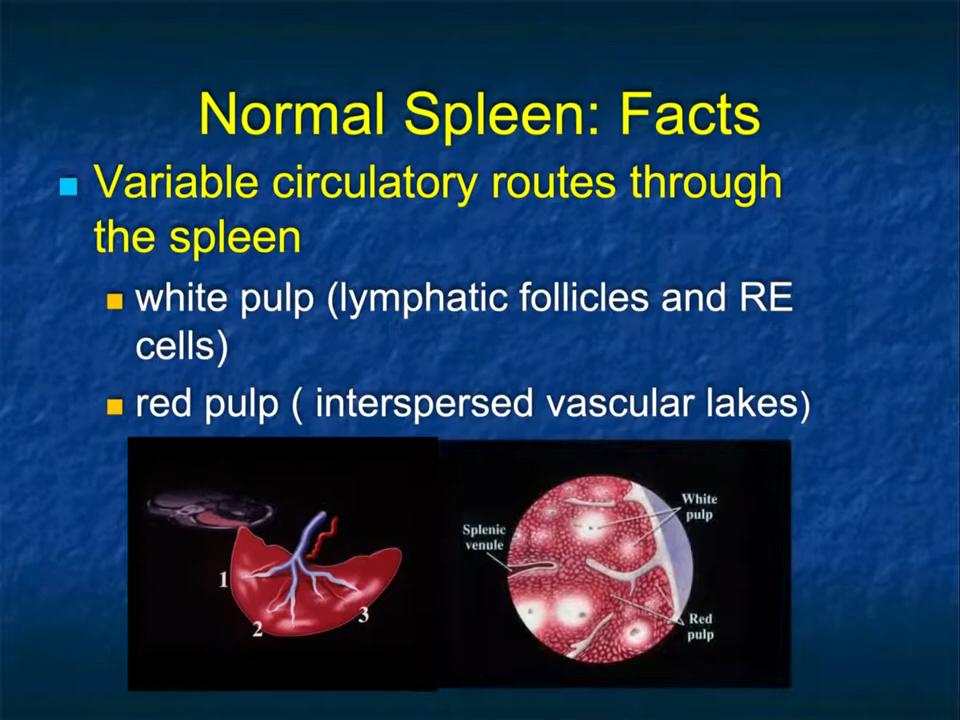 Normal Spleen: Facts
Variable circulatory routes through
the spleen
white pulp (lymphatic follicles and RE
cells)
red pulp ( interspersed vascular lakes)
1
2
3
Splenic
venule
White
pulp
Red
pulp